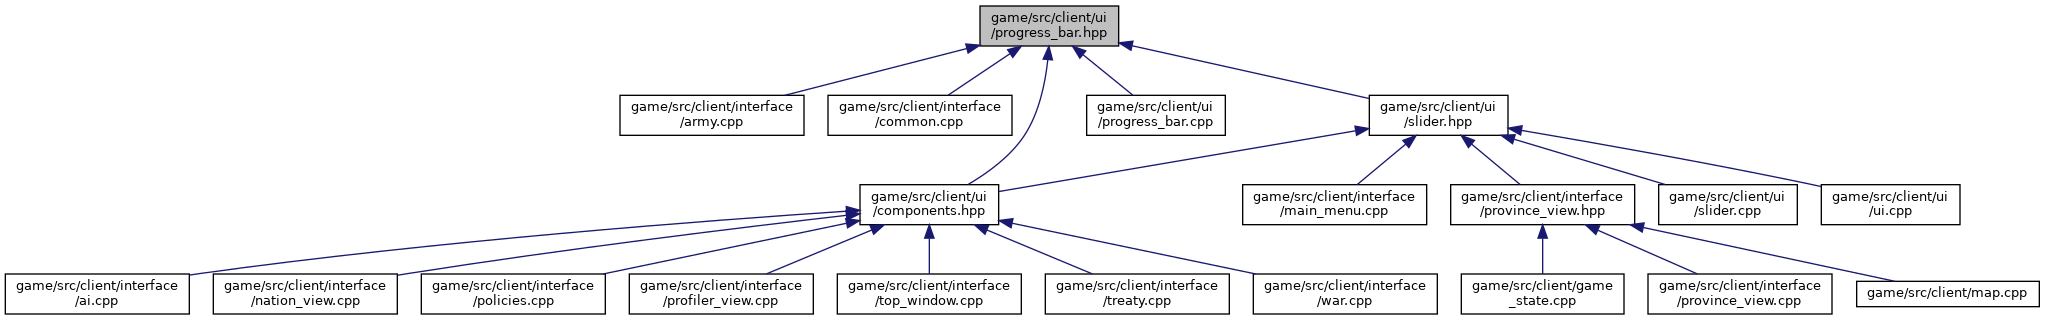 game/src/client/ui
/progress_bar.hpp
game/src/client/interface
/army.cpp
game/src/client/interface
/common.cpp
game/src/client/ui
/progress_bar.cpp
game/src/client/ui
/slider.hpp
game/src/client/ui
/components.hpp
game/src/client/interface
/main_menu.cpp
game/src/client/interface
/province_view.hpp
game/src/client/ui
/slider.cpp
game/src/client/ui
/ui.cpp
game/src/client/interface
/ai.cpp
game/src/client/interface
/nation_view.cpp
game/src/client/interface
/policies.cpp
game/src/client/interface
/profiler_view.cpp
game/src/client/interface
/top_window.cpp
game/src/client/interface
/treaty.cpp
game/src/client/interface
/war.cpp
game/src/client/game
_state.cpp
game/src/client/interface
/province_view.cpp
game/src/client/map.cpp